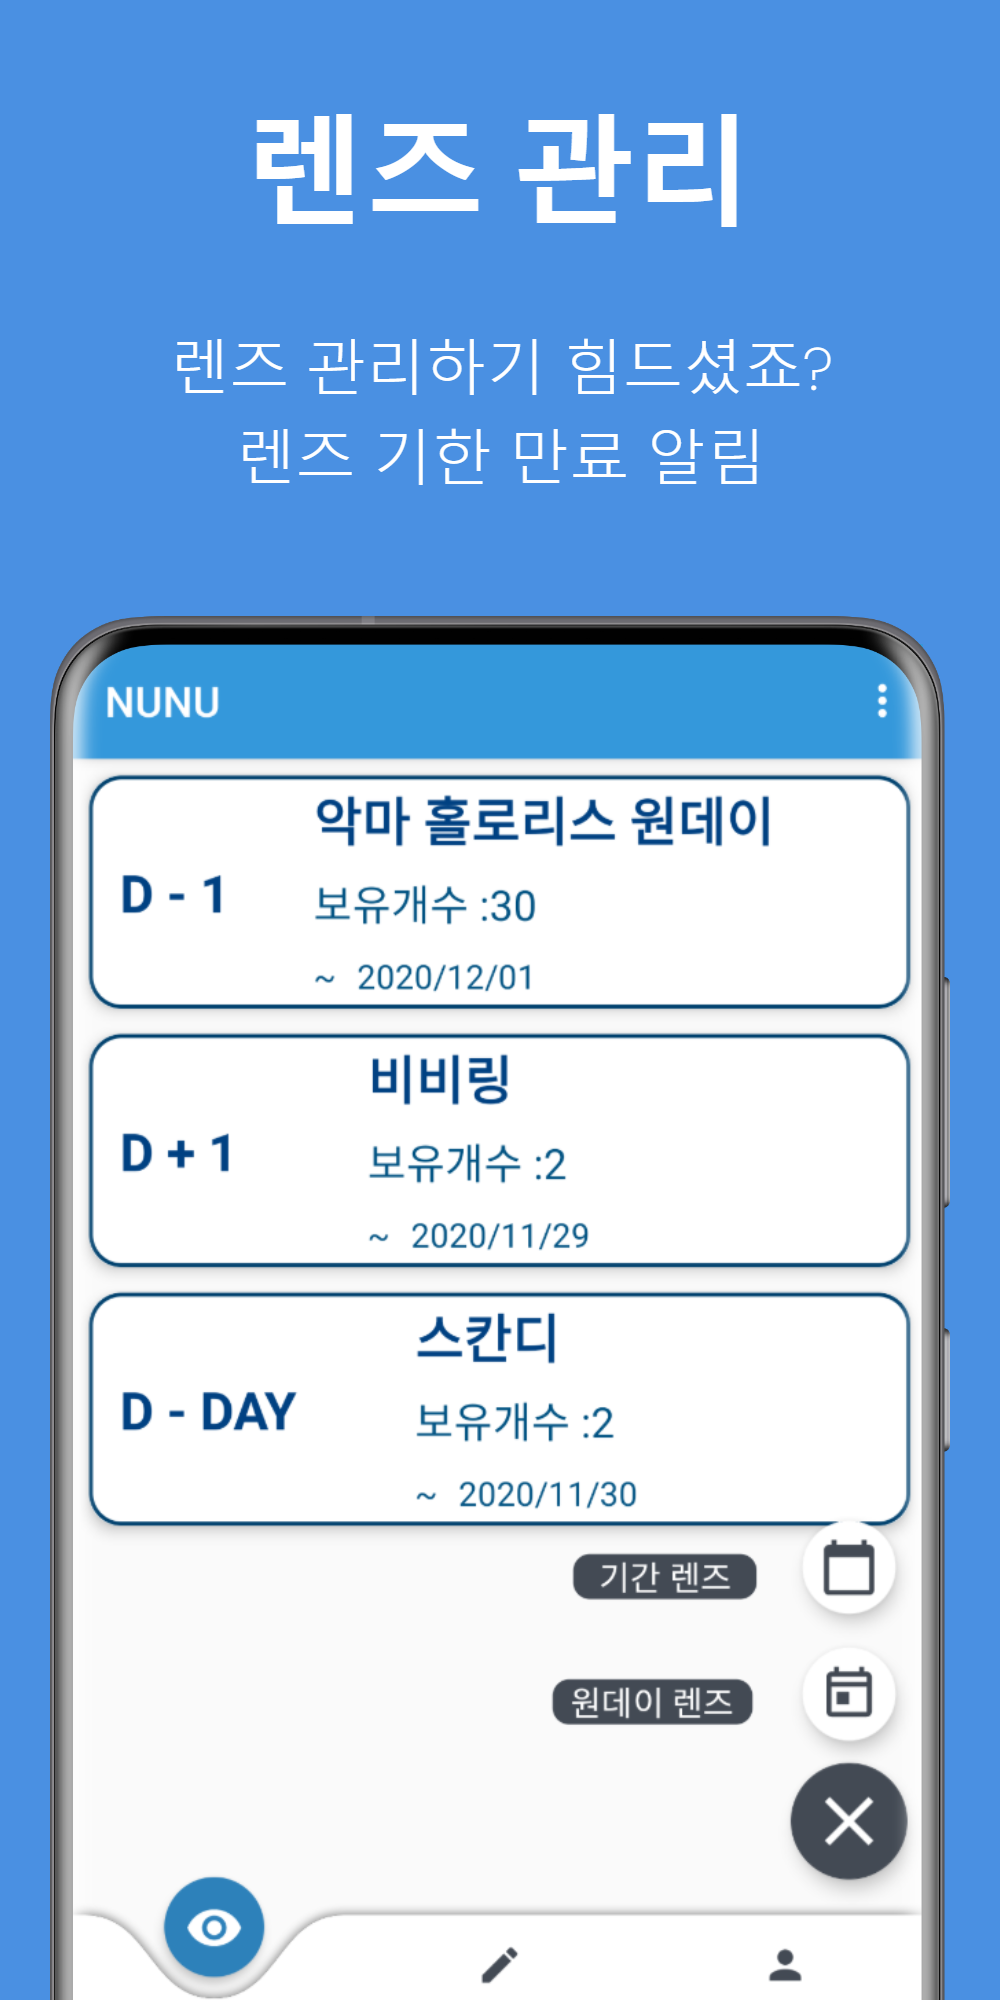 렌즈 관리
렌즈 관리하기 힘드셨죠?
렌즈 기한 만료 알림
NUNU
악마 홀로리스 원데이
D - 1
보유개수 :30
~ 2020/12/01
비비링
D + 1
보유개수 :2
~ 2020/11/29
스칸디
D - DAY
보유개수 :2
~ 2020/11/30
기간 렌즈
원데이 렌즈